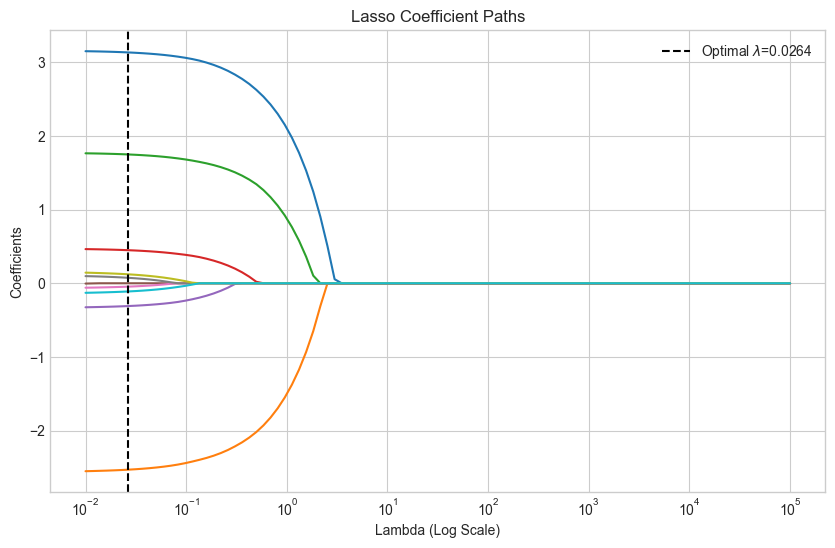 Lasso Coefficient Paths
Optimal λ=0.0264
3
2
1
0
−1
−2
Coefficients
10⁻² 10⁻¹ 10⁰ 10¹ 10² 10³ 10⁴ 10⁵
Lambda (Log Scale)